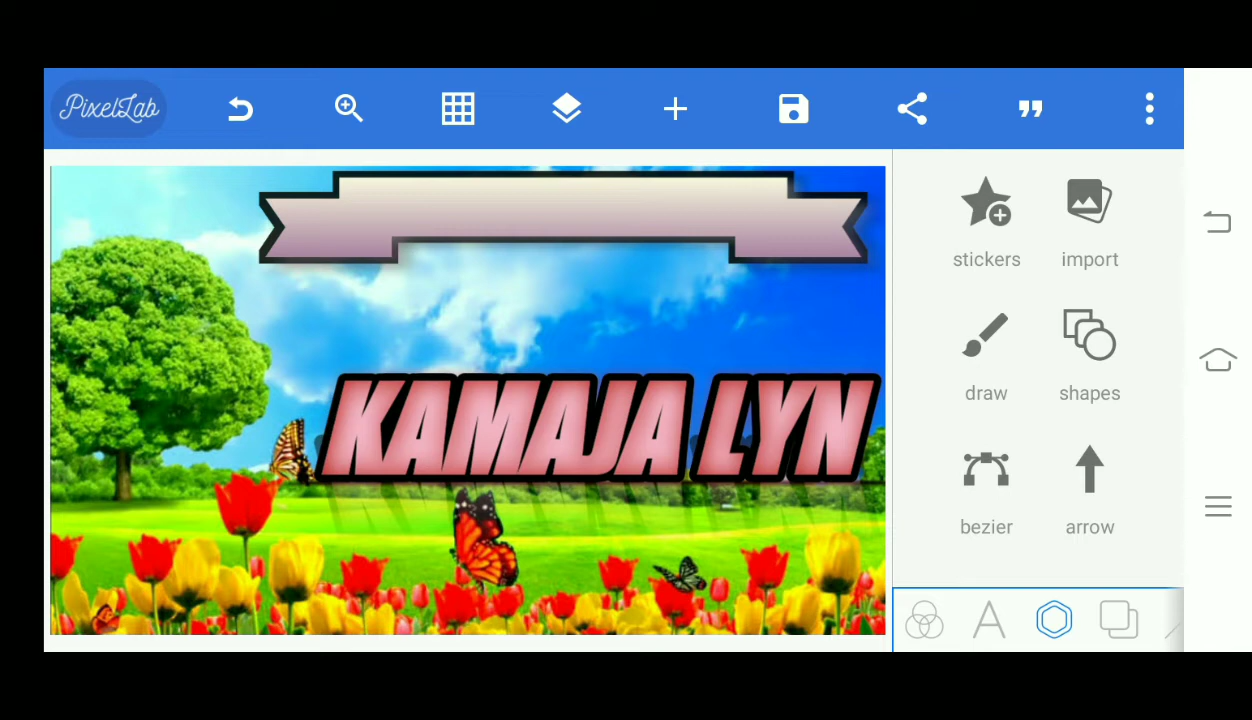 PixelLab
stickers import
draw shapes
KAMAJA LYN
bezier arrow